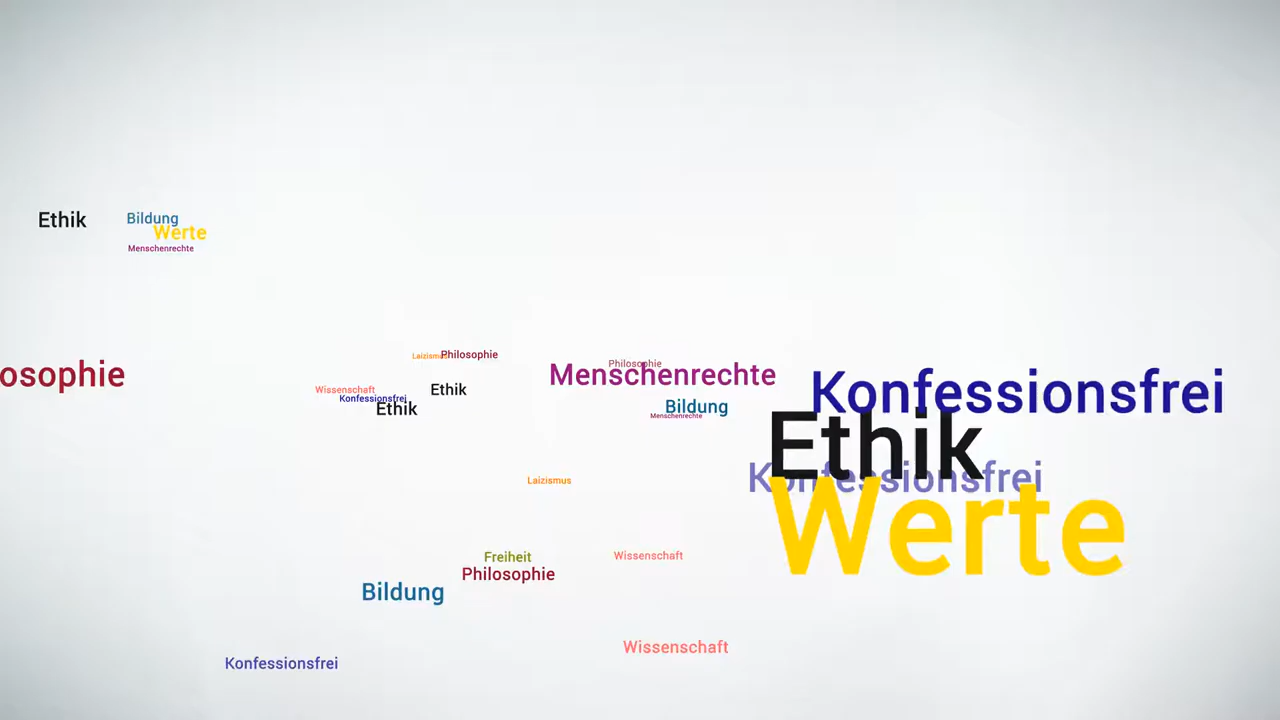 Ethik
Bildung
Werte
Menschenrechte
osophie
Laizismus
Philosophie
Wissenschaft
Konfessionsfrei
Ethik
Ethik
Philosophie
Menschenrechte
Bildung
Menschenrechte
Konfessionsfrei
Ethik
Konfessionsfrei
Werte
Laizismus
Freiheit
Philosophie
Bildung
Wissenschaft
Wissenschaft
Konfessionsfrei